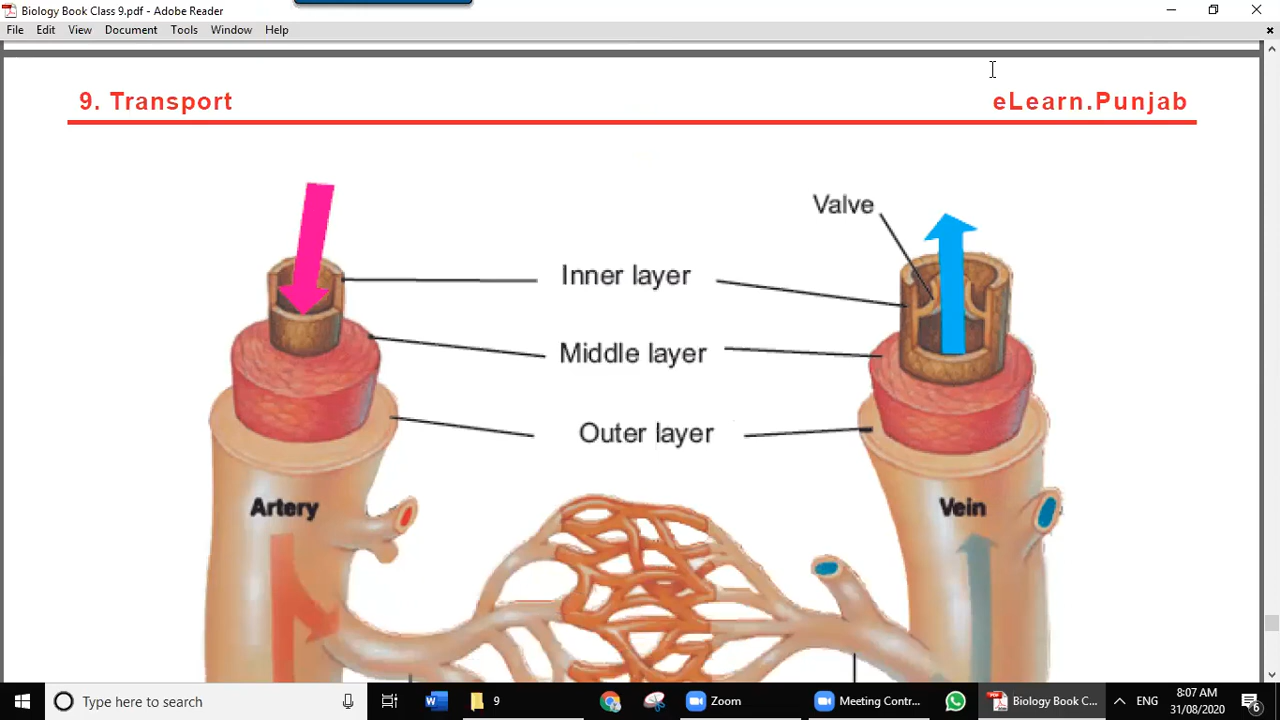 Biology Book Class 9.pdf - Adobe Reader
File Edit View Document Tools Window Help
9. Transport eLearn.Punjab
Valve
Inner layer
Middle layer
Outer layer
Artery Vein
Type here to search 9 Zoom Meeting Contr... Biology Book C... ENG 8:07 AM
31/08/2020 6